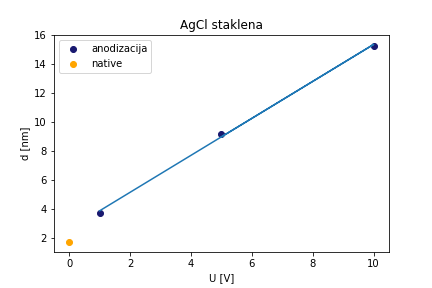 AgCl staklena
anodizacija
native
d [nm]
16
14
12
10
8
6
4
2
0 2 4 6 8 10
U [V]